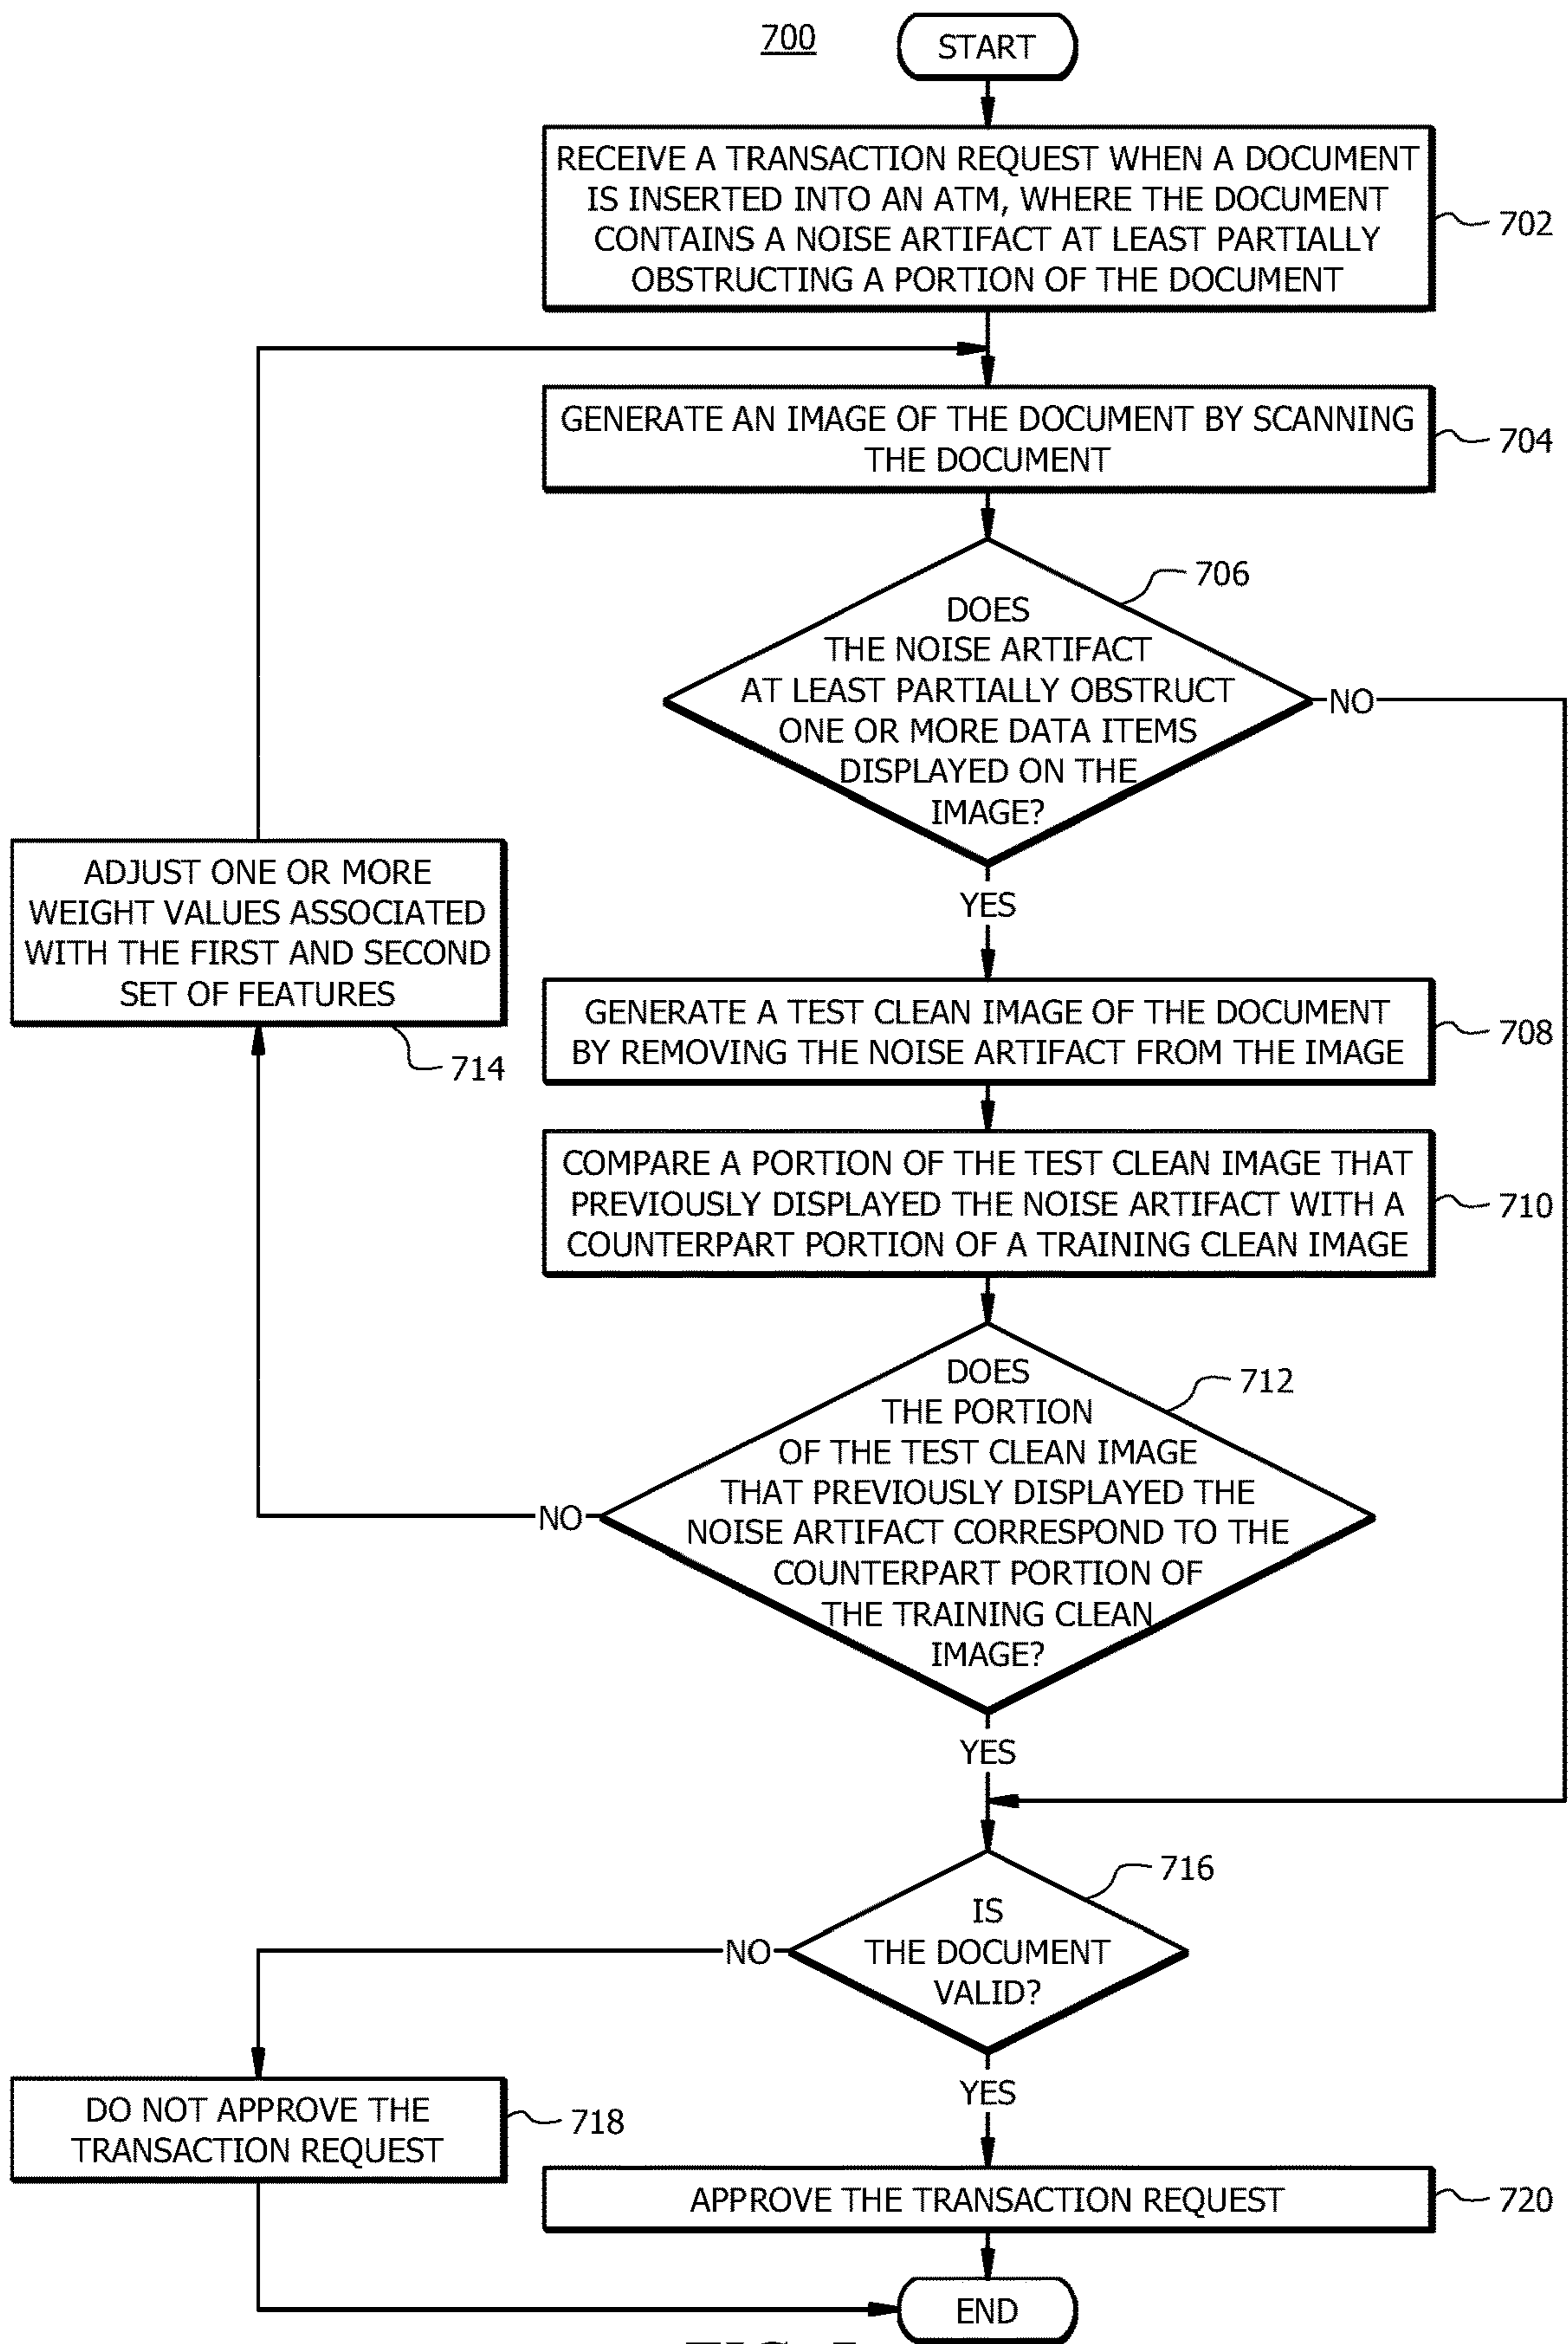 700
START
RECEIVE A TRANSACTION REQUEST WHEN A DOCUMENT
IS INSERTED INTO AN ATM, WHERE THE DOCUMENT
CONTAINS A NOISE ARTIFACT AT LEAST PARTIALLY
OBSTRUCTING A PORTION OF THE DOCUMENT
702
GENERATE AN IMAGE OF THE DOCUMENT BY SCANNING
THE DOCUMENT
704
706
DOES
THE NOISE ARTIFACT
AT LEAST PARTIALLY OBSTRUCT
ONE OR MORE DATA ITEMS
DISPLAYED ON THE
IMAGE?
NO
YES
ADJUST ONE OR MORE
WEIGHT VALUES ASSOCIATED
WITH THE FIRST AND SECOND
SET OF FEATURES
714
GENERATE A TEST CLEAN IMAGE OF THE DOCUMENT
BY REMOVING THE NOISE ARTIFACT FROM THE IMAGE
708
COMPARE A PORTION OF THE TEST CLEAN IMAGE THAT
PREVIOUSLY DISPLAYED THE NOISE ARTIFACT WITH A
COUNTERPART PORTION OF A TRAINING CLEAN IMAGE
710
712
DOES
THE PORTION
OF THE TEST CLEAN IMAGE
THAT PREVIOUSLY DISPLAYED THE
NOISE ARTIFACT CORRESPOND TO THE
COUNTERPART PORTION OF
THE TRAINING CLEAN
IMAGE?
NO
YES
716
IS
THE DOCUMENT
VALID?
NO
YES
DO NOT APPROVE THE
TRANSACTION REQUEST
718
APPROVE THE TRANSACTION REQUEST
720
END